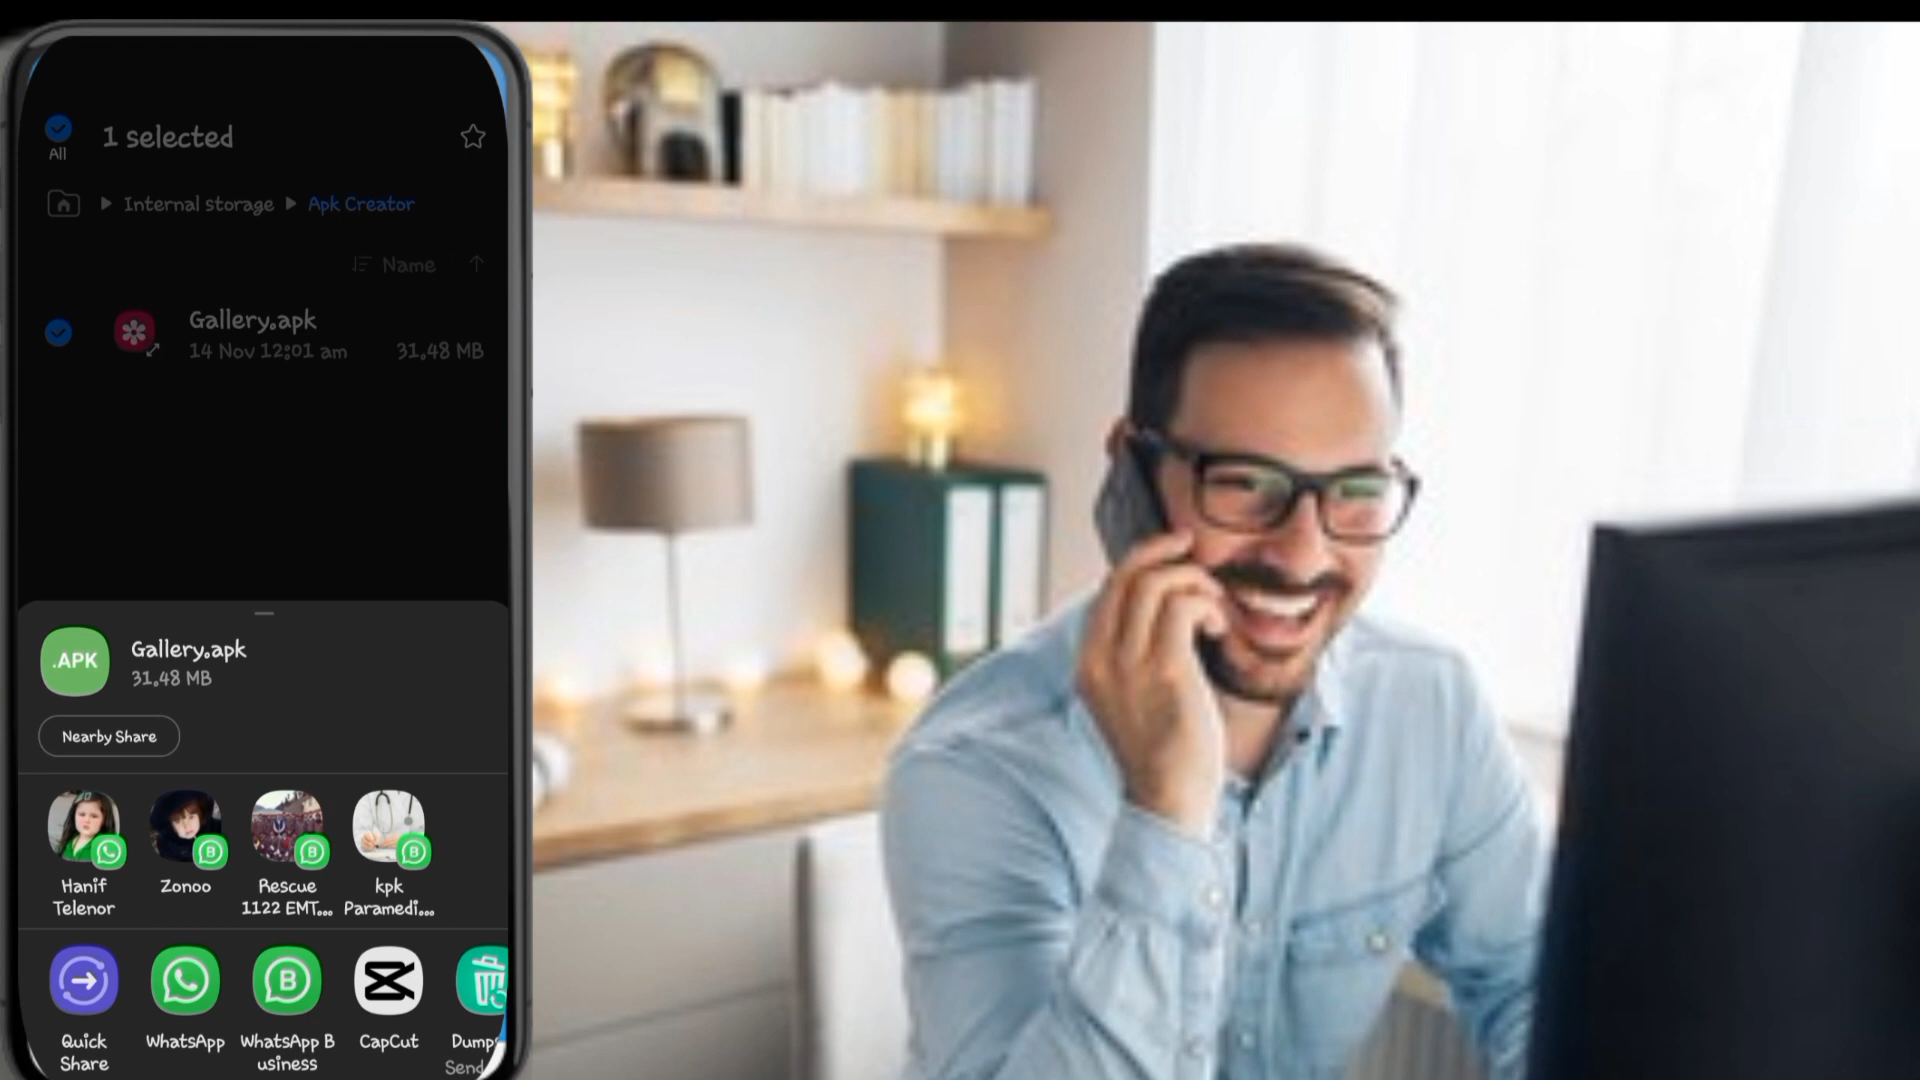 1 selected
All
Internal storage
Apk Creator
Name
Gallery.apk
14 Nov 12:01 am
31.48 MB
.APK
Gallery.apk
31.48 MB
Nearby Share
Hanif
Telenor
Zonoo
Rescue
1122 EMT...
kpk
Paramedi...
Quick
Share
WhatsApp
B
WhatsApp B
usiness
CapCut
Dump
Send